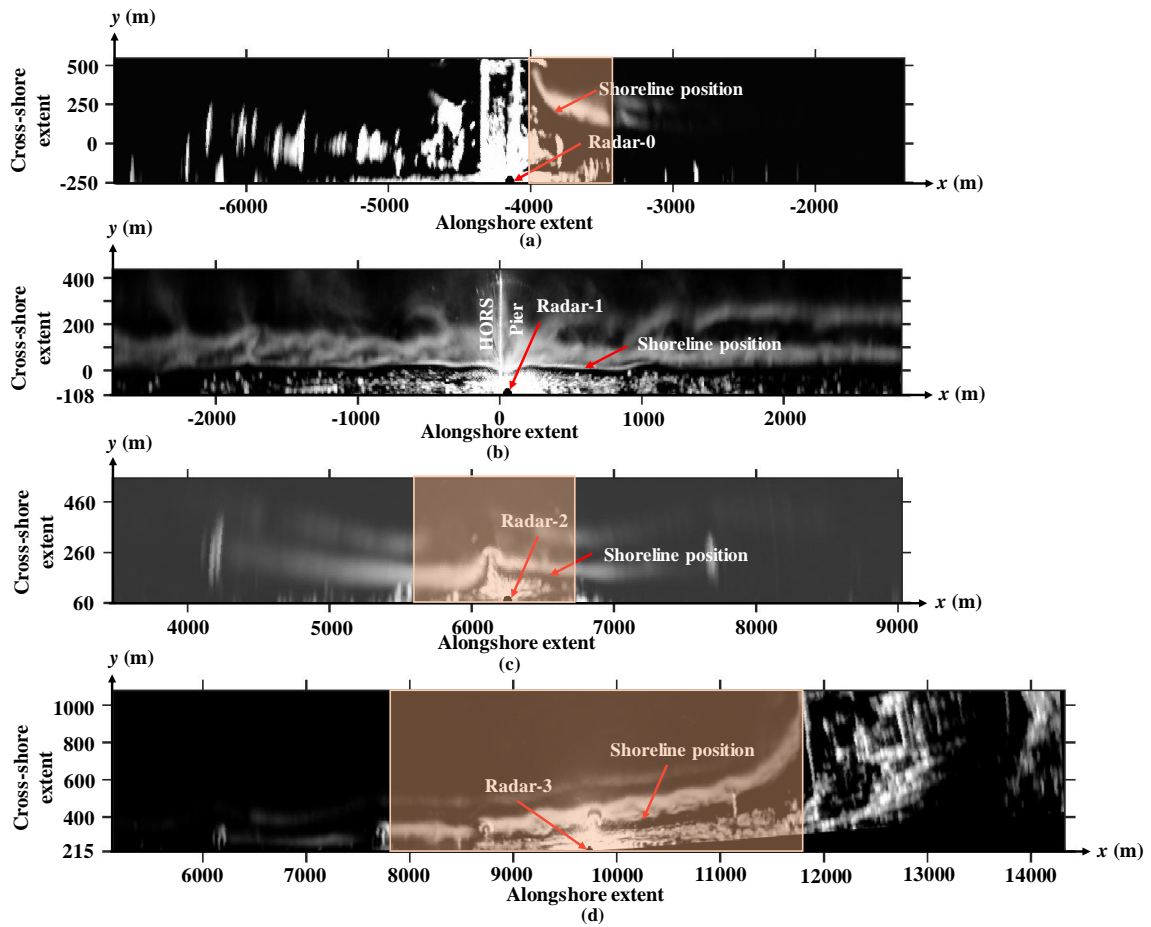 y (m)
Cross-shore
extent
500
250
0
-250
Shoreline position
Radar-0
x (m)
-6000
-5000
-4000
-3000
-2000
Alongshore extent
(a)
y (m)
Cross-shore
extent
400
200
0
-108
HORS
Pier
Radar-1
Shoreline position
x (m)
-2000
-1000
0
1000
2000
Alongshore extent
(b)
y (m)
Cross-shore
extent
460
260
60
Radar-2
Shoreline position
x (m)
4000
5000
6000
7000
8000
9000
Alongshore extent
(c)
y (m)
Cross-shore
extent
1000
800
600
400
215
Shoreline position
Radar-3
x (m)
6000
7000
8000
9000
10000
11000
12000
13000
14000
Alongshore extent
(d)